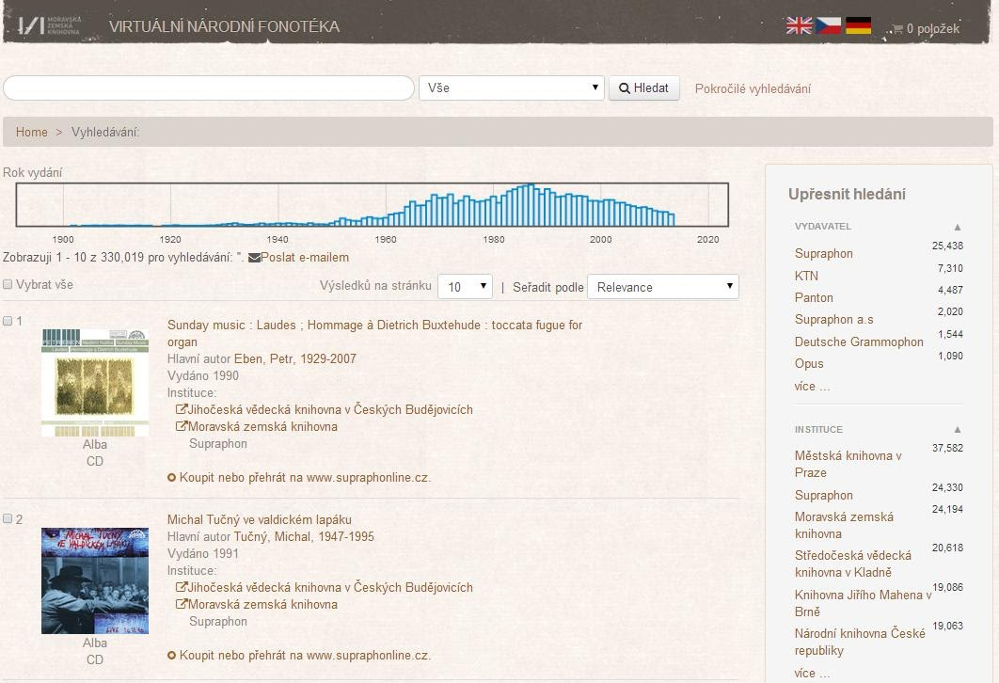 MORAVSKÁ
ZEMSKÁ
KNIHOVNA
VIRTUÁLNÍ NÁRODNÍ FONOTÉKA
0 položek
Vše
Hledat
Pokročilé vyhledávání
Home > Vyhledávání:
Rok vydání
1900 1920 1940 1960 1980 2000 2020
Zobrazuji 1 - 10 z 330,019 pro vyhledávání: ''. Poslat e-mailem
Vybrat vše
Výsledků na stránku 10 | Seřadit podle Relevance
1
Sunday music : Laudes ; Hommage à Dietrich Buxtehude : toccata fugue for
organ
Hlavní autor Eben, Petr, 1929-2007
Vydáno 1990
Instituce:
Jihočeská vědecká knihovna v Českých Budějovicích
Moravská zemská knihovna
Supraphon
Alba
CD
Koupit nebo přehrát na www.supraphonline.cz.
2
Michal Tučný ve valdickém lapáku
Hlavní autor Tučný, Michal, 1947-1995
Vydáno 1991
Instituce:
Jihočeská vědecká knihovna v Českých Budějovicích
Moravská zemská knihovna
Supraphon
MICHAL TUČNÝ
VE VALDICKÉM LAPÁKU
LIVE
Alba
CD
Koupit nebo přehrát na www.supraphonline.cz.
Upřesnit hledání
VYDAVATEL
Supraphon 25,438
KTN 7,310
Panton 4,487
Supraphon a.s 2,020
Deutsche Grammophon 1,544
Opus 1,090
více ...
INSTITUCE
Městská knihovna v 37,582
Praze
Supraphon 24,330
Moravská zemská 24,194
knihovna
Středočeská vědecká 20,618
knihovna v Kladně
Knihovna Jiřího Mahena v 19,086
Brně
Národní knihovna České 19,063
republiky
více ...